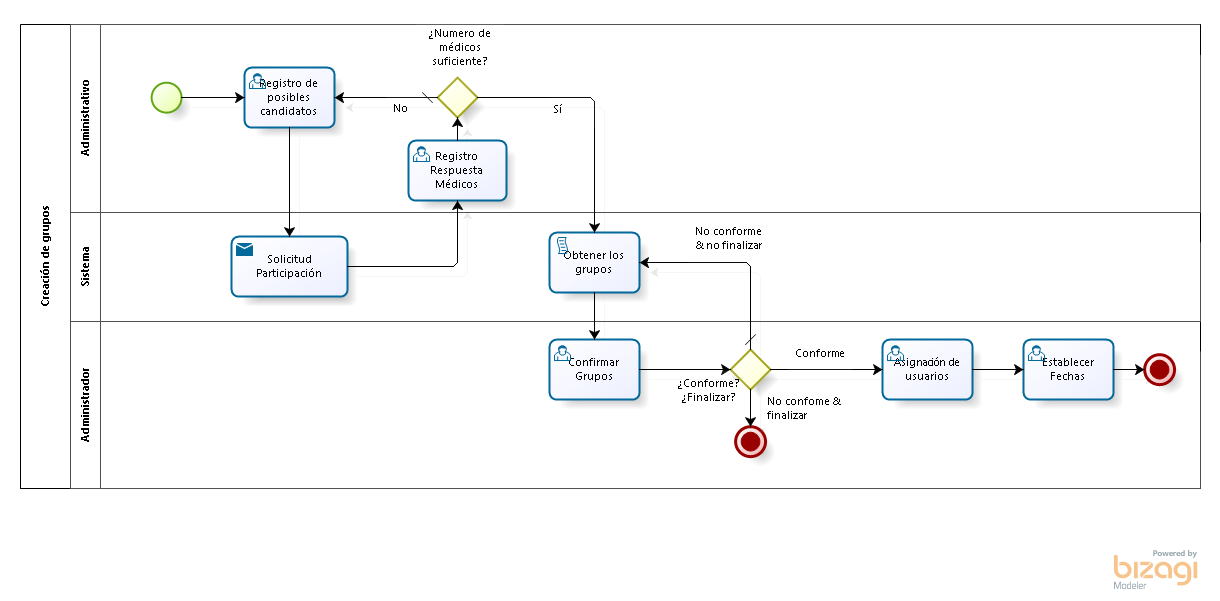 Creación de grupos
Administrativo
¿Numero de
médicos
suficiente?
Registro de
posibles
candidatos
No
Sí
Registro
Respuesta
Médicos
Sistema
Solicitud
Participación
Obtener los
grupos
No conforme
& no finalizar
Administrador
Confirmar
Grupos
¿Conforme?
¿Finalizar?
Conforme
No confome &
finalizar
Asignación de
usuarios
Establecer
Fechas
Powered by
bizagi
Modeler